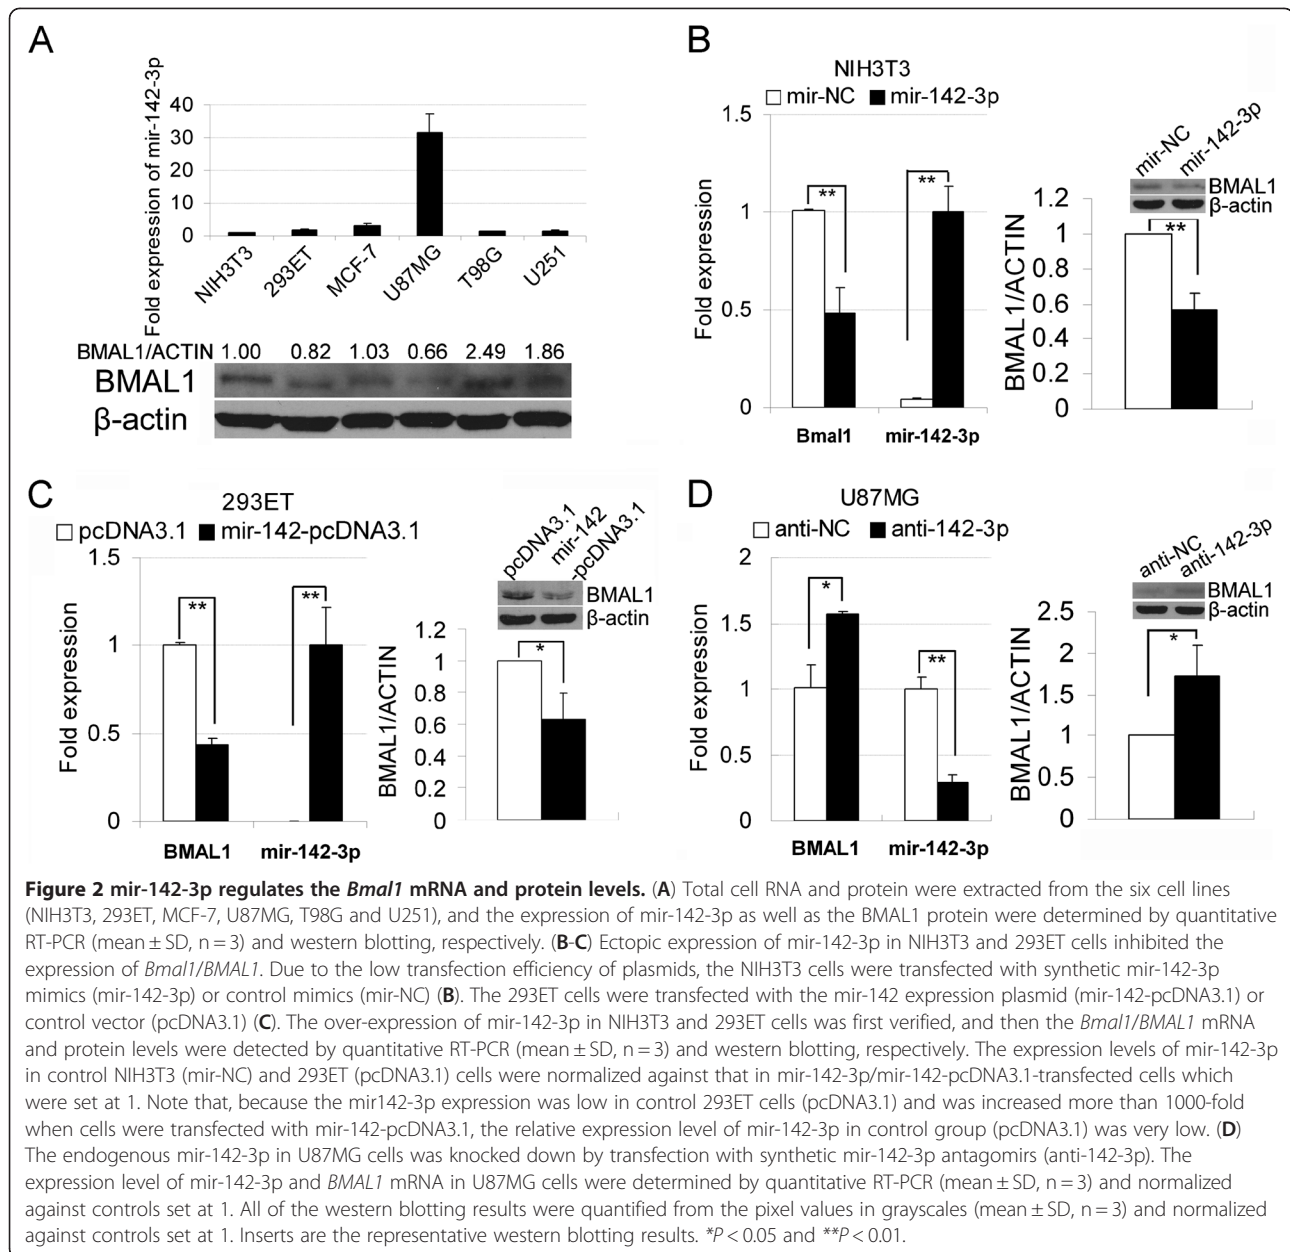 A
Fold expression of mir-142-3p
40
30
20
10
0
NIH3T3
293ET
MCF-7
U87MG
T98G
U251
BMAL1/ACTIN 1.00 0.82 1.03 0.66 2.49 1.86
BMAL1
β-actin
B
NIH3T3
mir-NC mir-142-3p
Fold expression
1.5
1
0.5
0
**
**
Bmal1 mir-142-3p
mir-NC
mir-142-3p
BMAL1
β-actin
BMAL1/ACTIN
1.2
1
0.8
0.6
0.4
0.2
0
**
C
293ET
pcDNA3.1 mir-142-pcDNA3.1
Fold expression
1.5
1
0.5
0
**
**
BMAL1 mir-142-3p
pcDNA3.1
mir-142
-pcDNA3.1
BMAL1
β-actin
BMAL1/ACTIN
1.2
1
0.8
0.6
0.4
0.2
0
*
D
U87MG
anti-NC anti-142-3p
Fold expression
2
1.5
1
0.5
0
*
**
BMAL1 mir-142-3p
anti-NC
anti-142-3p
BMAL1
β-actin
BMAL1/ACTIN
2.5
2
1.5
1
0.5
0
*
Figure 2 mir-142-3p regulates the Bmal1 mRNA and protein levels. (A) Total cell RNA and protein were extracted from the six cell lines
(NIH3T3, 293ET, MCF-7, U87MG, T98G and U251), and the expression of mir-142-3p as well as the BMAL1 protein were determined by quantitative
RT-PCR (mean ± SD, n = 3) and western blotting, respectively. (B-C) Ectopic expression of mir-142-3p in NIH3T3 and 293ET cells inhibited the
expression of Bmal1/BMAL1. Due to the low transfection efficiency of plasmids, the NIH3T3 cells were transfected with synthetic mir-142-3p
mimics (mir-142-3p) or control mimics (mir-NC) (B). The 293ET cells were transfected with the mir-142 expression plasmid (mir-142-pcDNA3.1) or
control vector (pcDNA3.1) (C). The over-expression of mir-142-3p in NIH3T3 and 293ET cells was first verified, and then the Bmal1/BMAL1 mRNA
and protein levels were detected by quantitative RT-PCR (mean ± SD, n = 3) and western blotting, respectively. The expression levels of mir-142-3p
in control NIH3T3 (mir-NC) and 293ET (pcDNA3.1) cells were normalized against that in mir-142-3p/mir-142-pcDNA3.1-transfected cells which
were set at 1. Note that, because the mir142-3p expression was low in control 293ET cells (pcDNA3.1) and was increased more than 1000-fold
when cells were transfected with mir-142-pcDNA3.1, the relative expression level of mir-142-3p in control group (pcDNA3.1) was very low. (D)
The endogenous mir-142-3p in U87MG cells was knocked down by transfection with synthetic mir-142-3p antagomirs (anti-142-3p). The
expression level of mir-142-3p and BMAL1 mRNA in U87MG cells were determined by quantitative RT-PCR (mean ± SD, n = 3) and normalized
against controls set at 1. All of the western blotting results were quantified from the pixel values in grayscales (mean ± SD, n = 3) and normalized
against controls set at 1. Inserts are the representative western blotting results. *P < 0.05 and **P < 0.01.